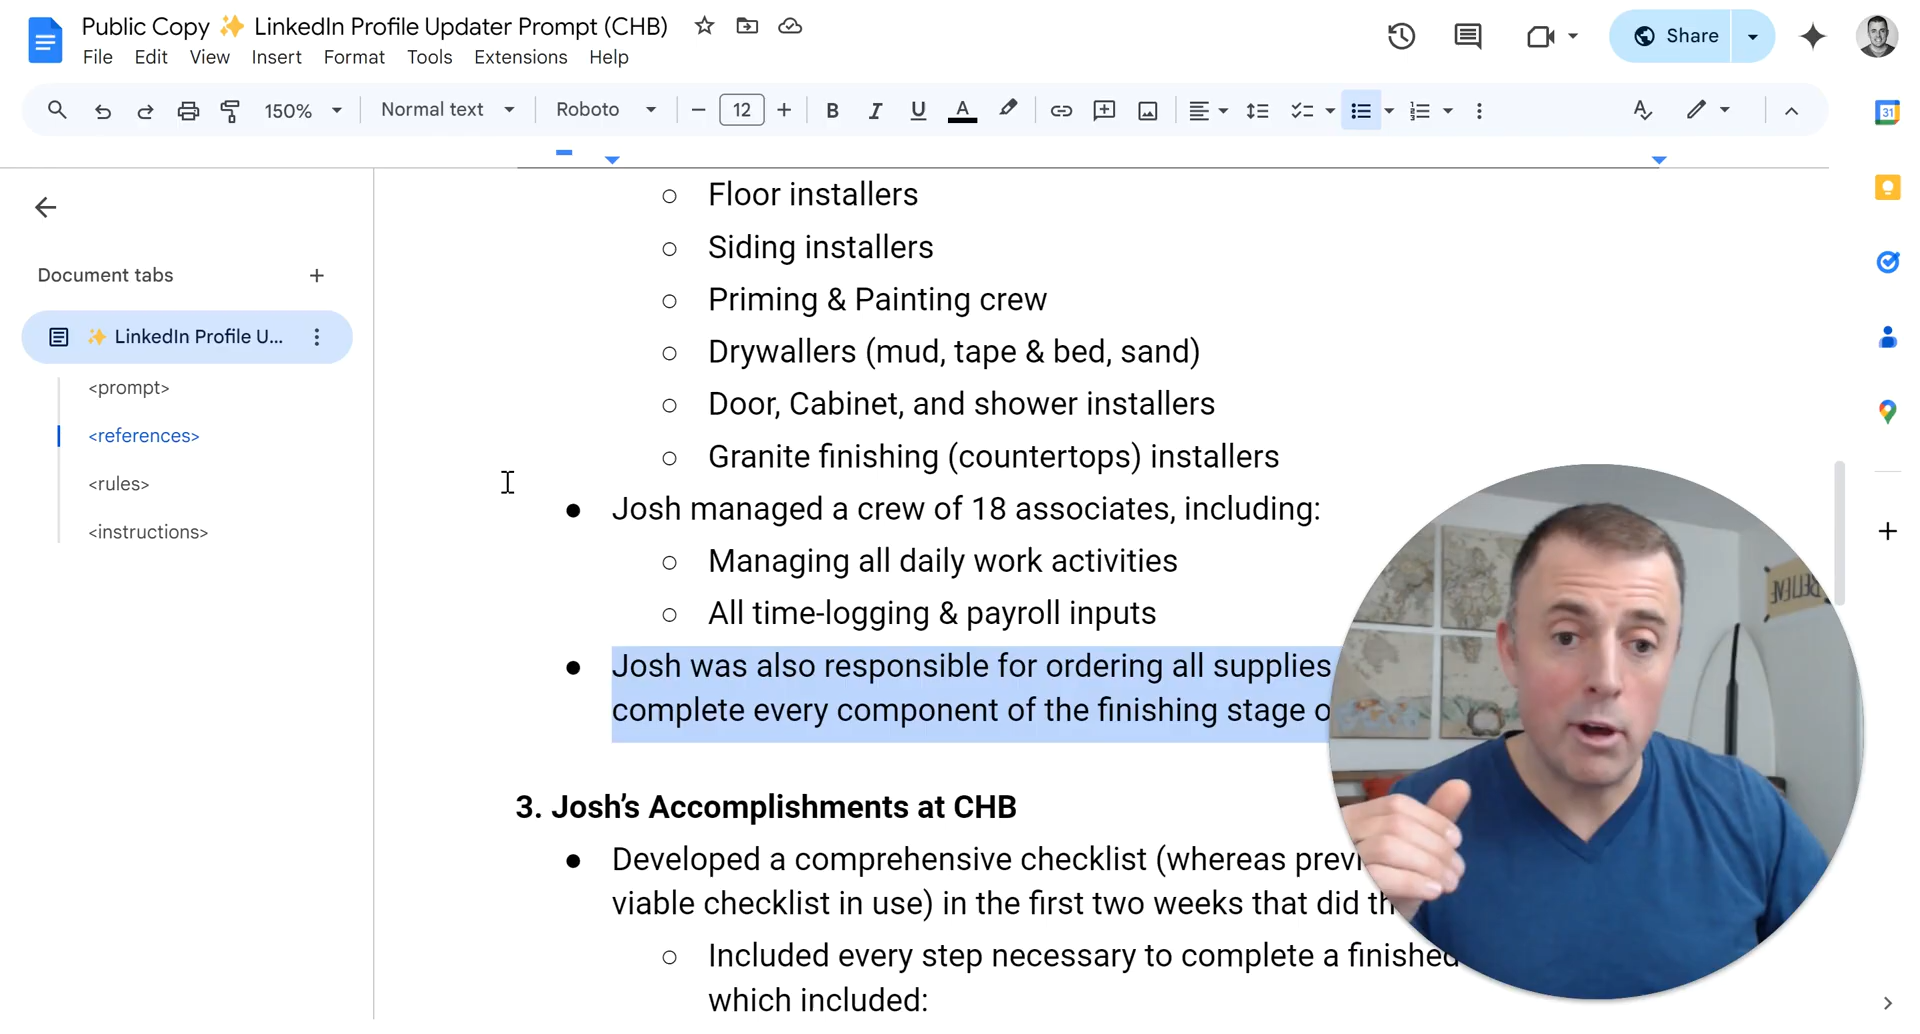 Public Copy ✨ LinkedIn Profile Updater Prompt (CHB)
File Edit View Insert Format Tools Extensions Help
Share
150% Normal text Roboto 12
B I U A
31
Document tabs
✨ LinkedIn Profile U...
<prompt>
<references>
<rules>
<instructions>
Floor installers
Siding installers
Priming & Painting crew
Drywallers (mud, tape & bed, sand)
Door, Cabinet, and shower installers
Granite finishing (countertops) installers
Josh managed a crew of 18 associates, including:
Managing all daily work activities
All time-logging & payroll inputs
Josh was also responsible for ordering all supplies
complete every component of the finishing stage
3. Josh's Accomplishments at CHB
Developed a comprehensive checklist (whereas
viable checklist in use) in the first two weeks that did
Included every step necessary to complete a finished
which included:
BELIEVE